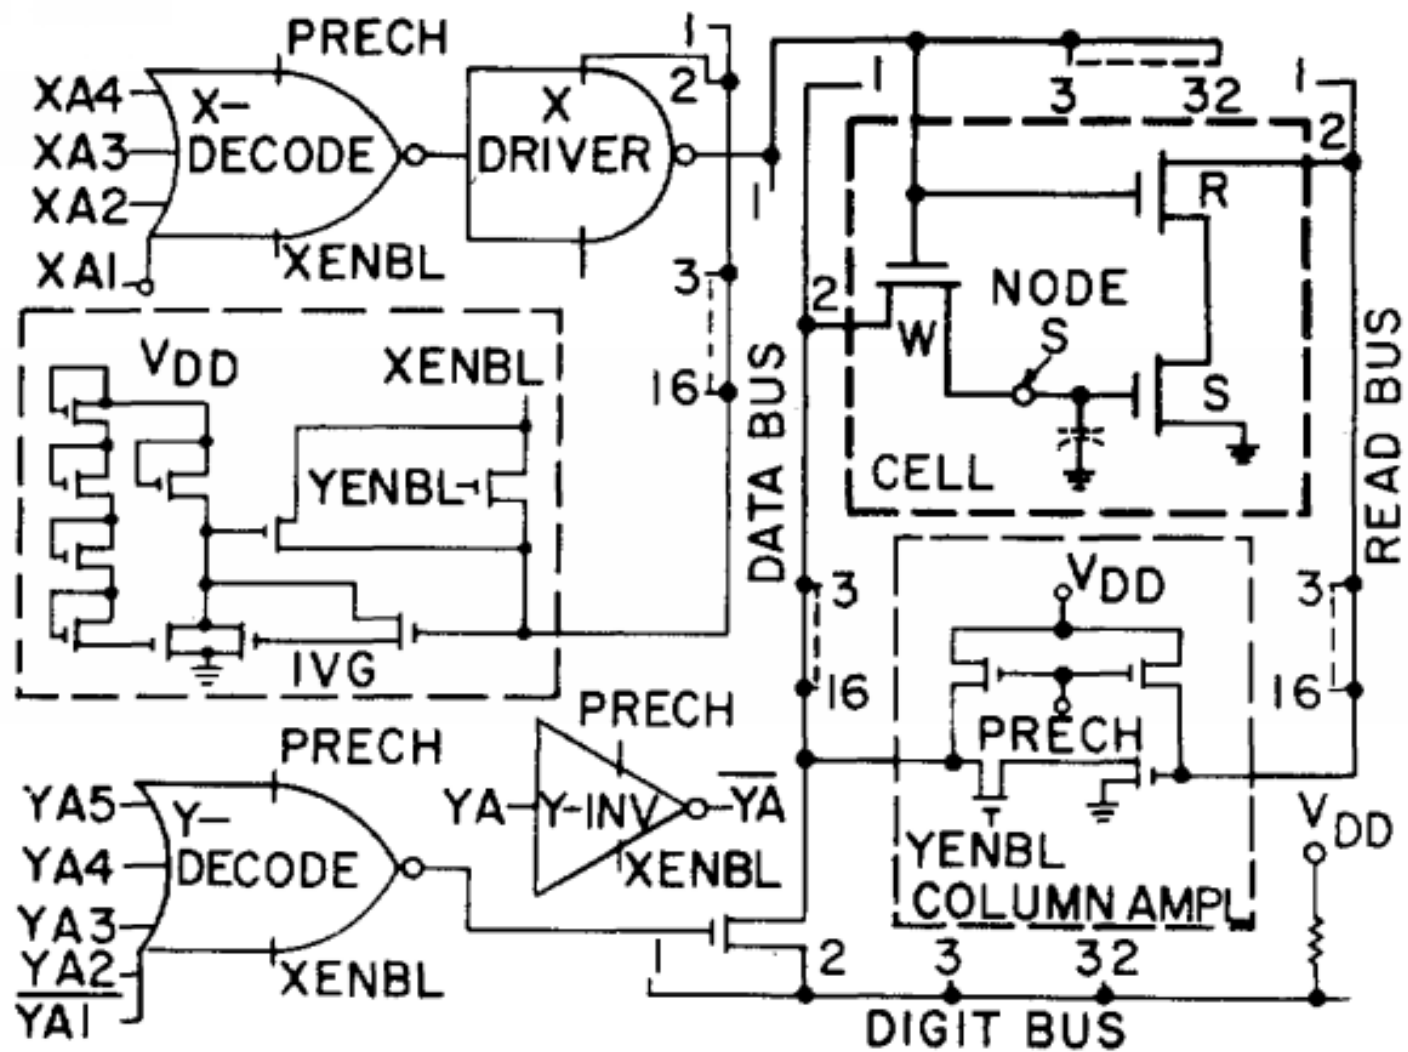 PRECH
XA4
XA3
XA2
XA1
X-
DECODE
XENBL
X
DRIVER
1
2
3
16
1
1
2
3
16
DATA BUS
3
32
1
2
3
16
READ BUS
R
W
NODE
S
S
CELL
VDD
XENBL
YENBL
IVG
VDD
PRECH
YENBL
COLUMN AMPL
PRECH
YA5
YA4
YA3
YA2
YA1
Y-
DECODE
XENBL
PRECH
YA
Y-INV
YA
XENBL
VDD
1
2
3
32
DIGIT BUS